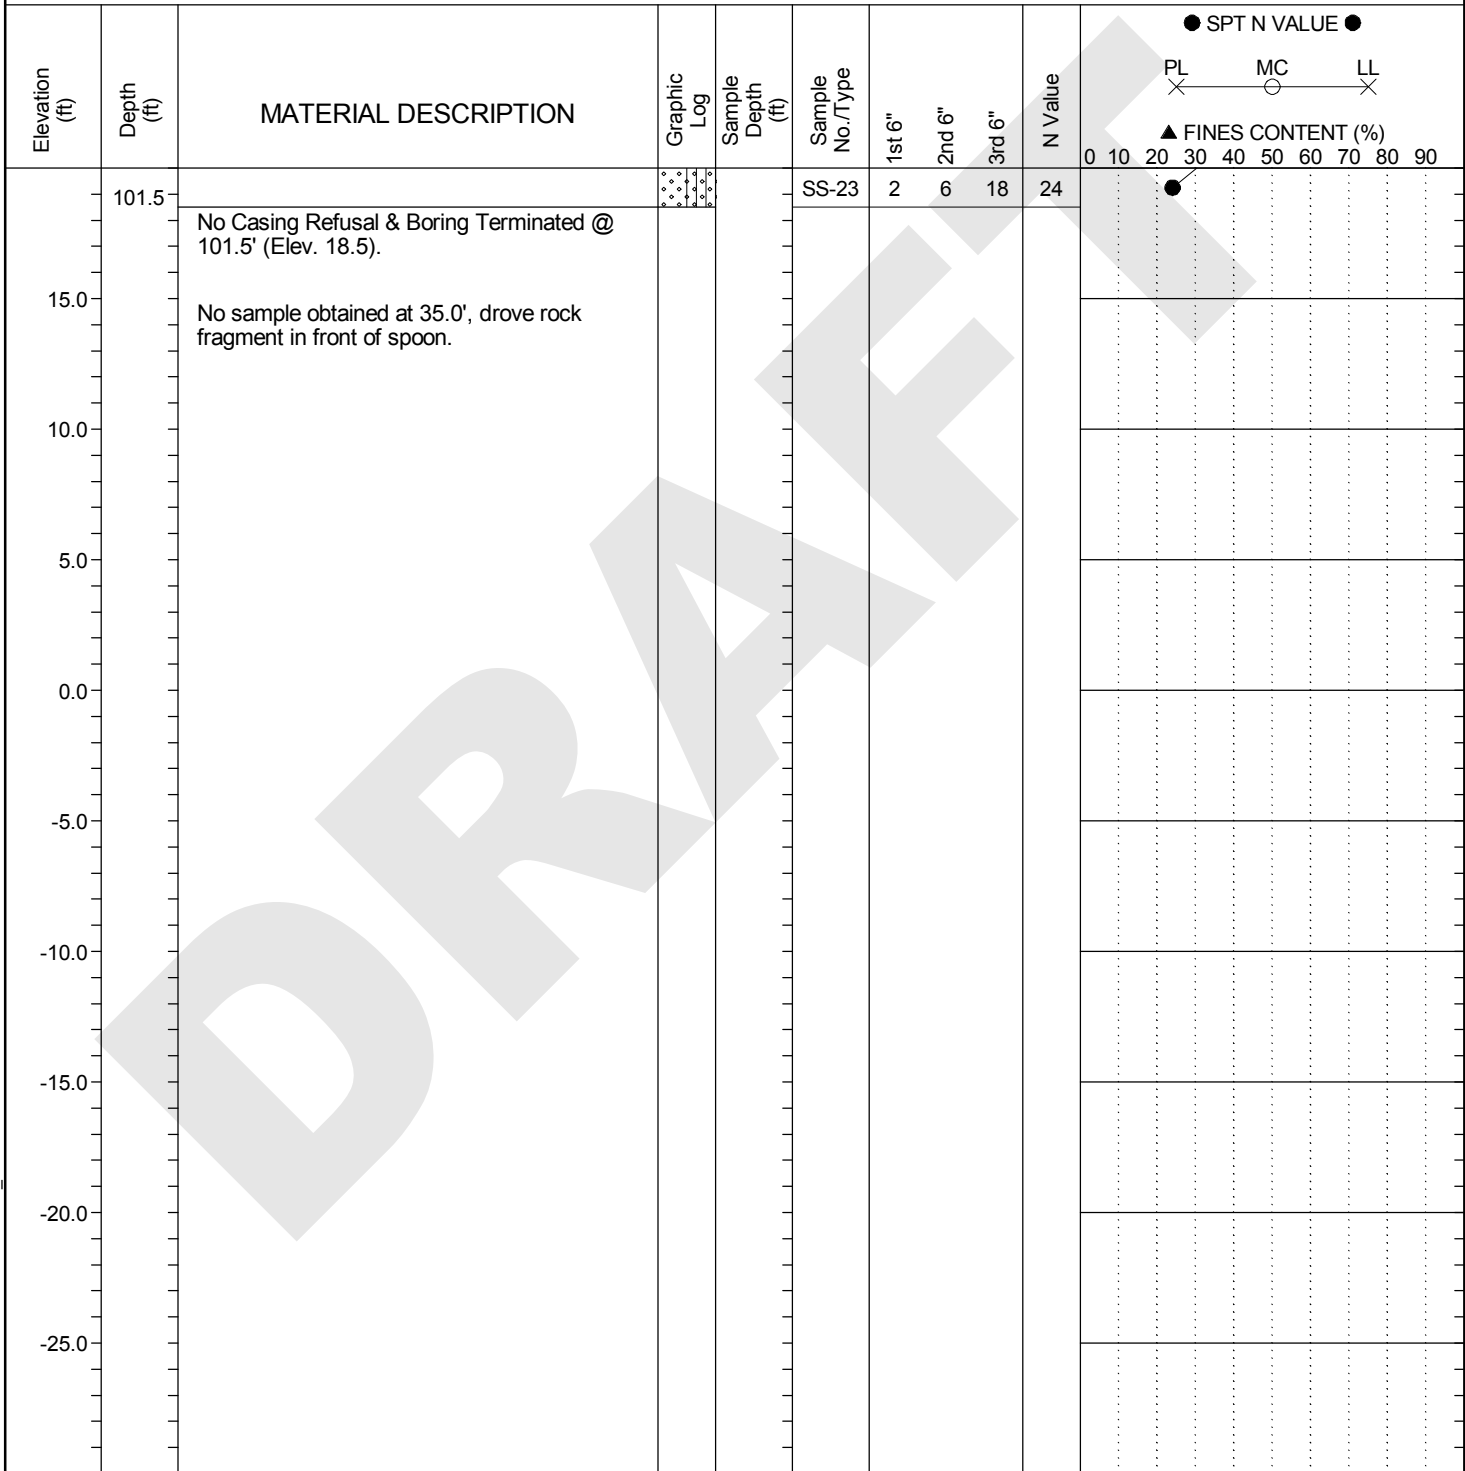 ● SPT N VALUE ●
PL MC LL
▲ FINES CONTENT (%)
0 10 20 30 40 50 60 70 80 90
Elevation
(ft)
Depth
(ft)
MATERIAL DESCRIPTION
Graphic
Log
Sample
Depth
(ft)
Sample
No./Type
1st 6"
2nd 6"
3rd 6"
N Value
101.5
SS-23 2 6 18 24
No Casing Refusal & Boring Terminated @
101.5' (Elev. 18.5).
No sample obtained at 35.0', drove rock
fragment in front of spoon.
15.0
10.0
5.0
0.0
-5.0
-10.0
-15.0
-20.0
-25.0
DRAFT